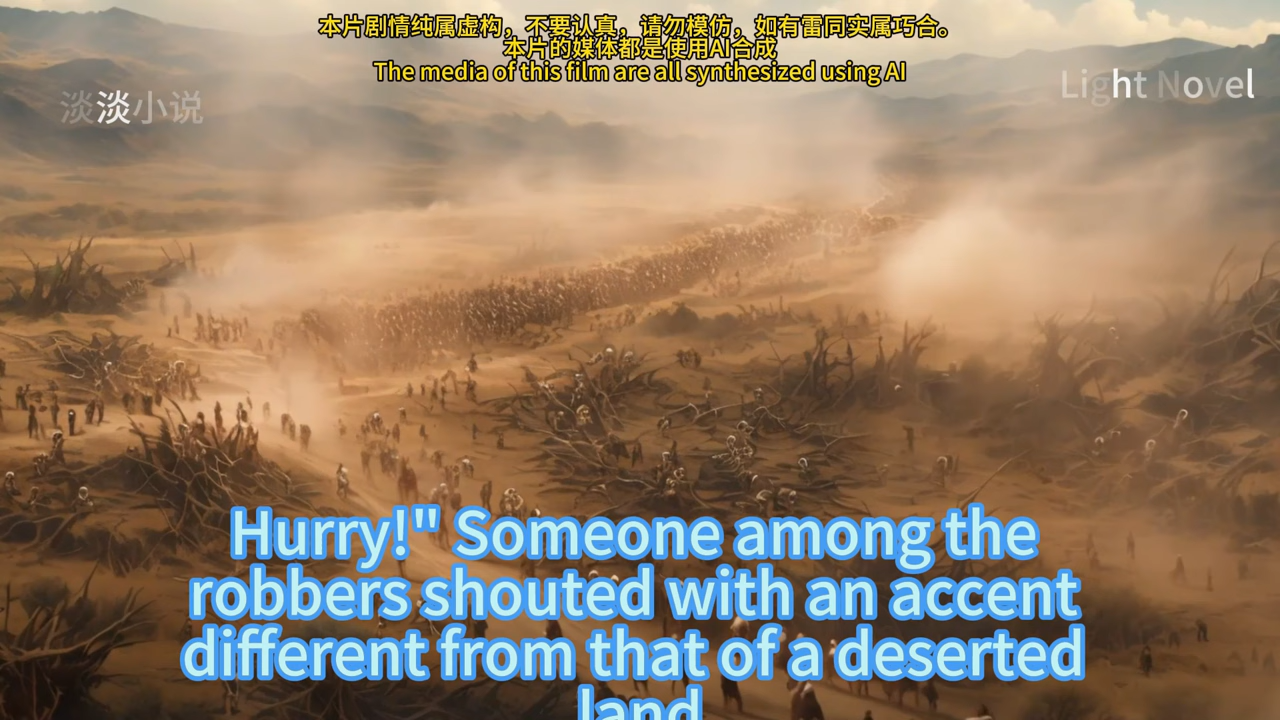 本片剧情纯属虚构，不要认真，请勿模仿，如有雷同实属巧合。
本片的媒体都是使用AI合成
The media of this film are all synthesized using AI
淡淡小说
Light Novel
Hurry!" Someone among the
robbers shouted with an accent
different from that of a deserted
land